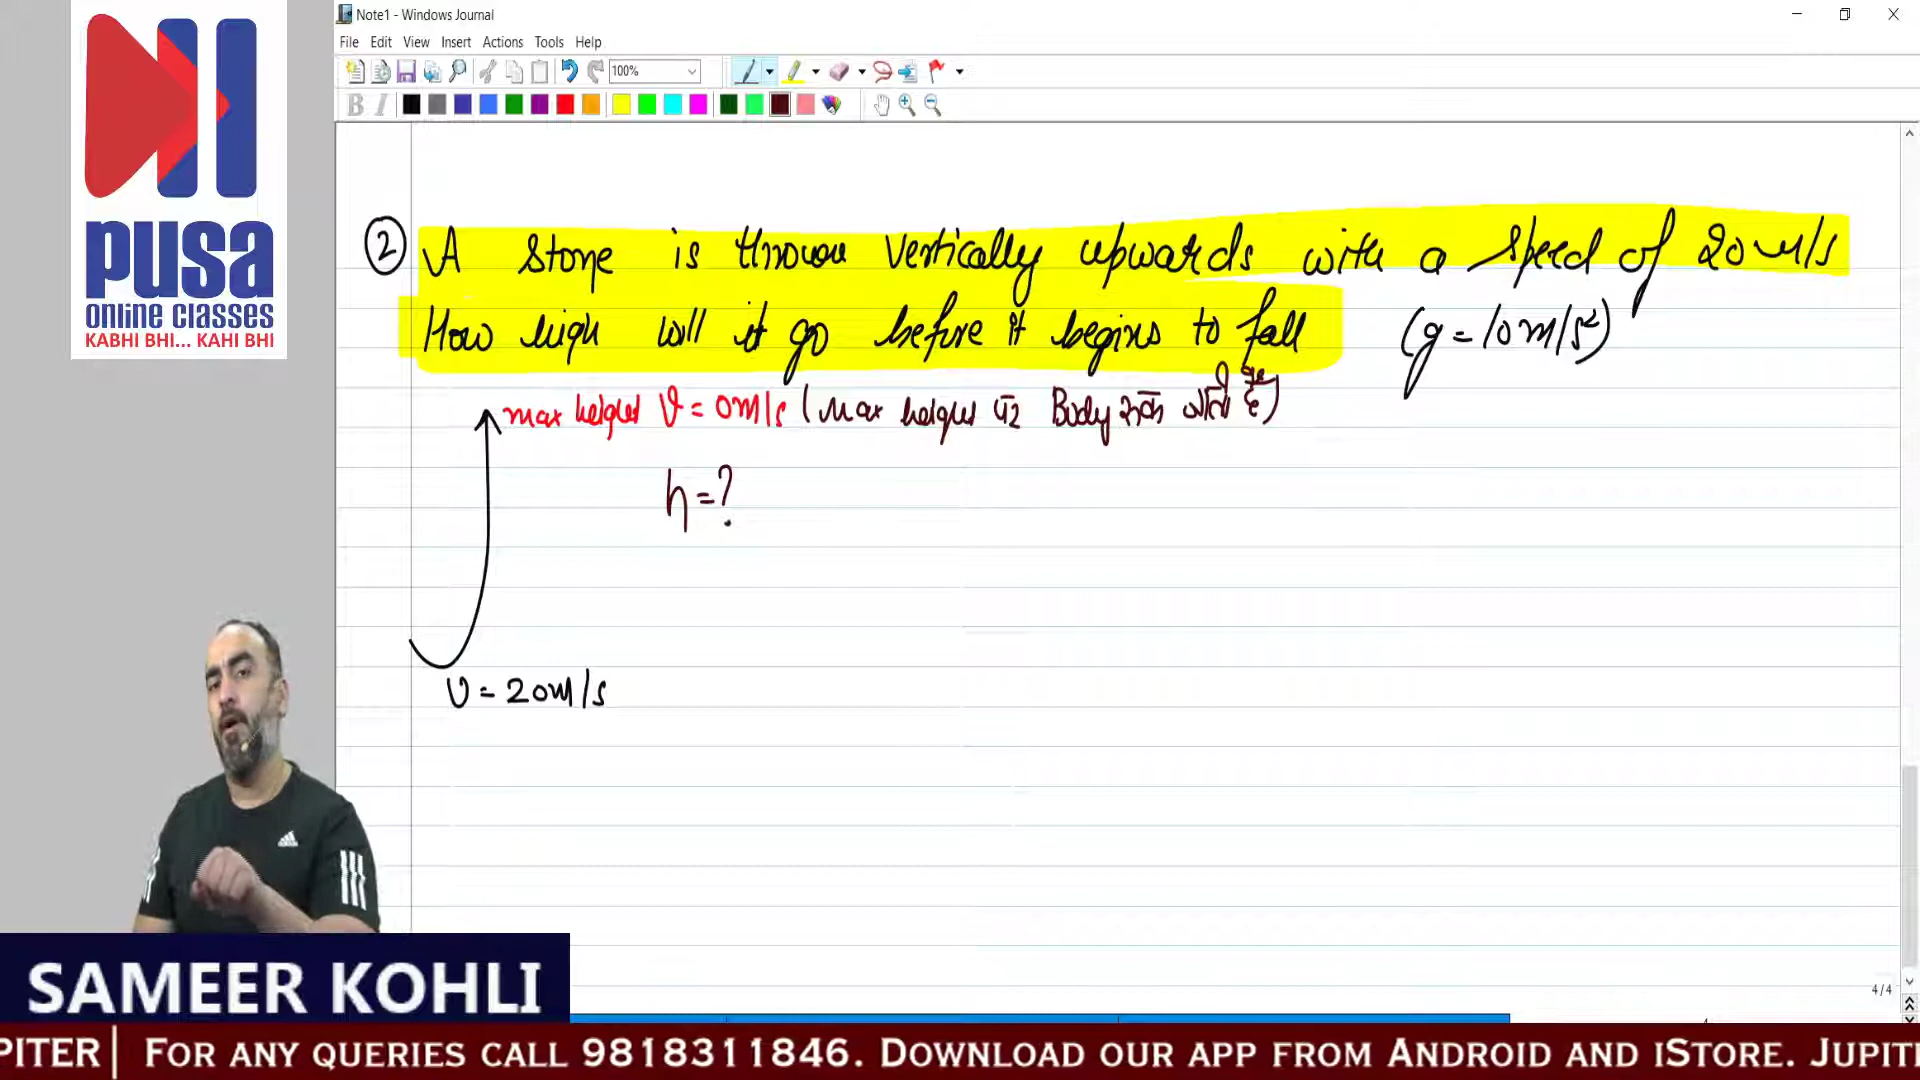 Note1 - Windows Journal
File Edit View Insert Actions Tools Help
100%
PUSA
online classes
KABHI BHI... KAHI BHI
② A stone is thrown vertically upwards with a speed of 20 m/s
How high will it go before it begins to fall (g = 10 m/s²)
max height v = 0 m/s (Max height पर Body रुक जाती है)
h = ?
U = 20 m/s
4/4
SAMEER KOHLI
PITER | FOR ANY QUERIES CALL 9818311846. DOWNLOAD OUR APP FROM ANDROID AND ISTORE. JUPIT